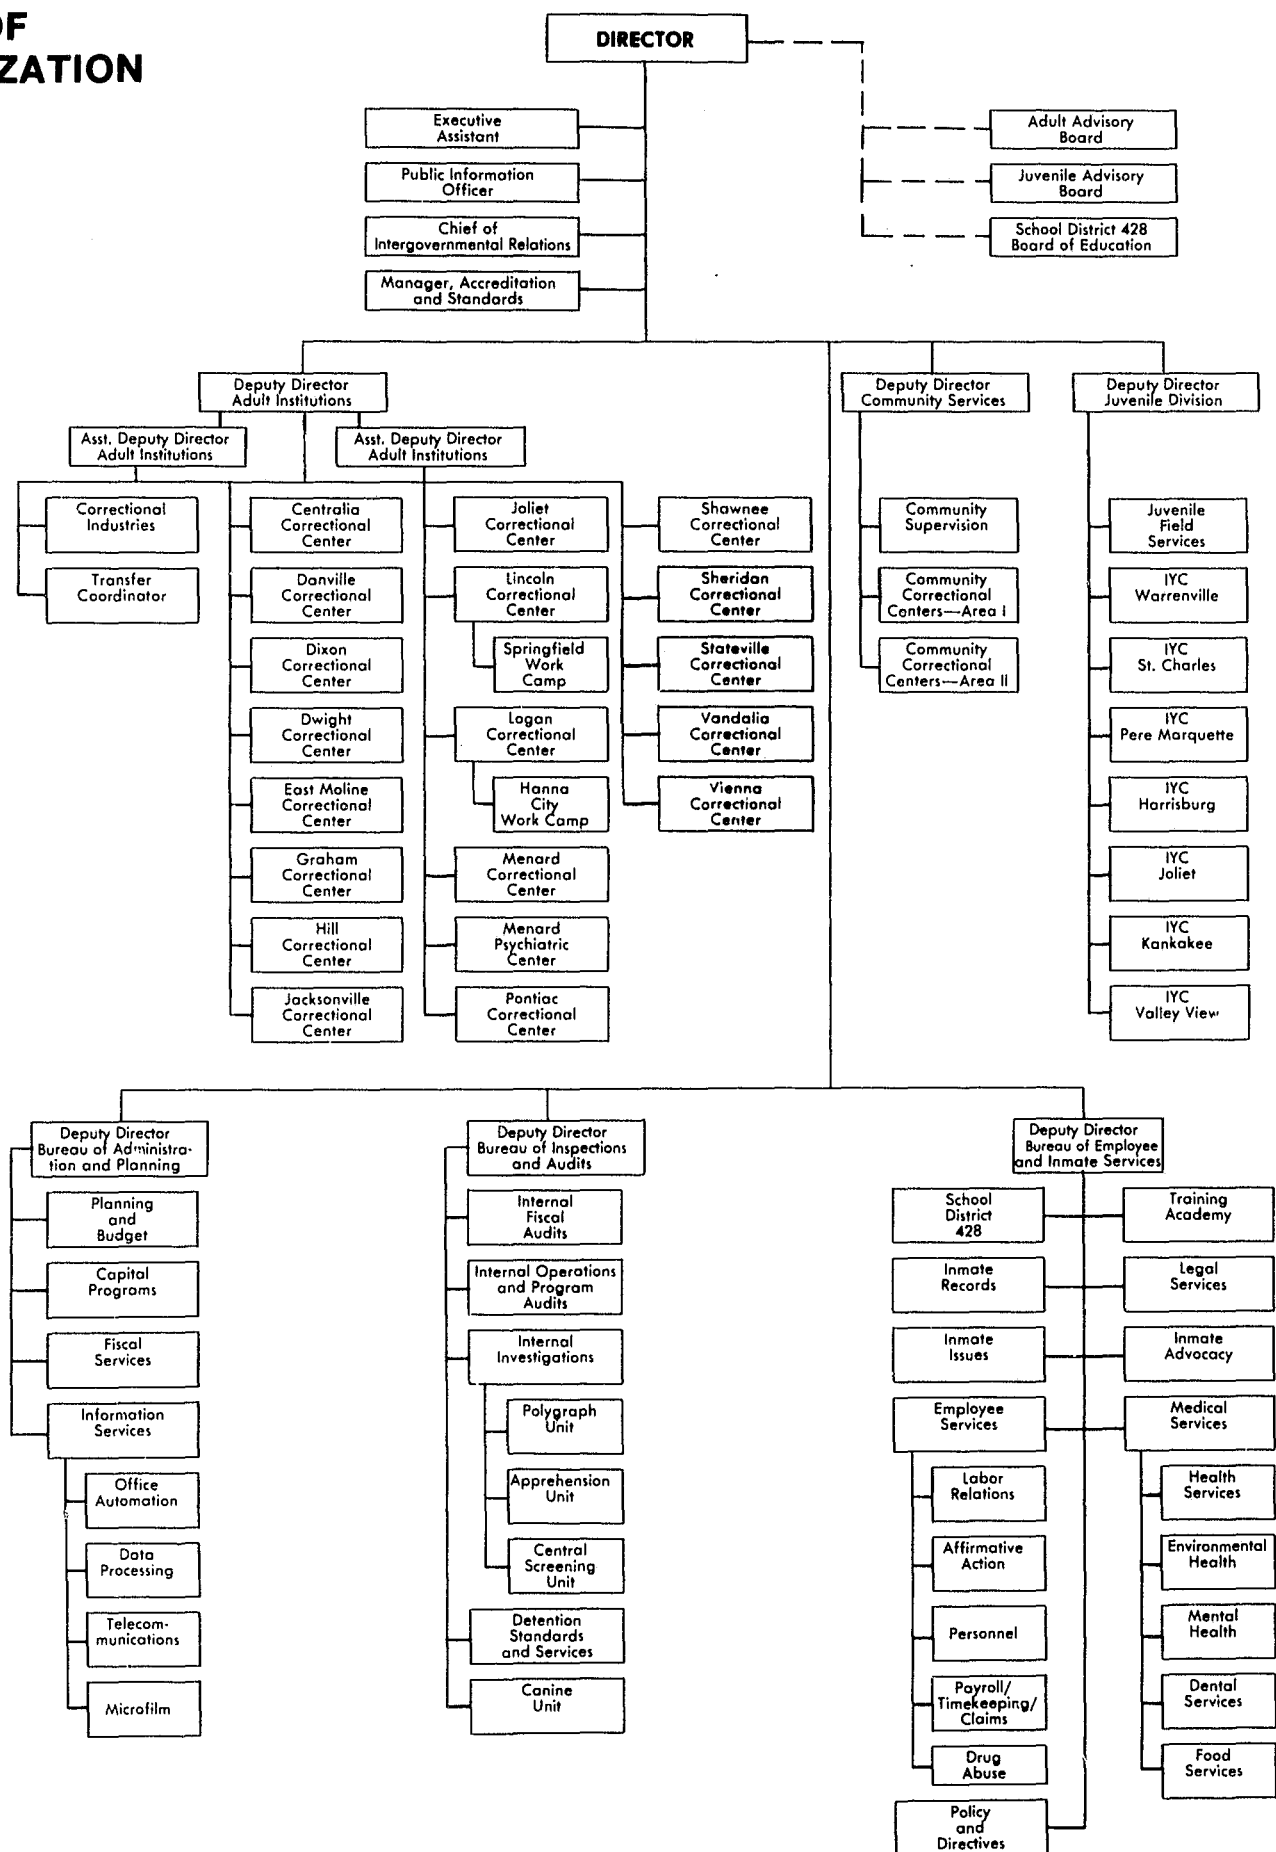 OF
ZATION
DIRECTOR
Executive
Assistant
Public Information
Officer
Chief of
Intergovernmental Relations
Manager, Accreditation
and Standards
Adult Advisory
Board
Juvenile Advisory
Board
School District 428
Board of Education
Deputy Director
Adult Institutions
Asst. Deputy Director
Adult Institutions
Asst. Deputy Director
Adult Institutions
Correctional
Industries
Transfer
Coordinator
Centralia
Correctional
Center
Danville
Correctional
Center
Dixon
Correctional
Center
Dwight
Correctional
Center
East Moline
Correctional
Center
Graham
Correctional
Center
Hill
Correctional
Center
Jacksonville
Correctional
Center
Joliet
Correctional
Center
Lincoln
Correctional
Center
Springfield
Work
Camp
Logan
Correctional
Center
Hanna
City
Work Camp
Menard
Correctional
Center
Menard
Psychiatric
Center
Pontiac
Correctional
Center
Shawnee
Correctional
Center
Sheridan
Correctional
Center
Stateville
Correctional
Center
Vandalia
Correctional
Center
Vienna
Correctional
Center
Deputy Director
Community Services
Community
Supervision
Community
Correctional
Centers—Area I
Community
Correctional
Centers—Area II
Deputy Director
Juvenile Division
Juvenile
Field
Services
IYC
Warrenville
IYC
St. Charles
IYC
Pere Marquette
IYC
Harrisburg
IYC
Joliet
IYC
Kankakee
IYC
Valley View
Deputy Director
Bureau of Administra-
tion and Planning
Planning
and
Budget
Capital
Programs
Fiscal
Services
Information
Services
Office
Automation
Data
Processing
Telecom-
munications
Microfilm
Deputy Director
Bureau of Inspections
and Audits
Internal
Fiscal
Audits
Internal Operations
and Program
Audits
Internal
Investigations
Polygraph
Unit
Apprehension
Unit
Central
Screening
Unit
Detention
Standards
and Services
Canine
Unit
Deputy Director
Bureau of Employee
and Inmate Services
School
District
428
Inmate
Records
Inmate
Issues
Employee
Services
Labor
Relations
Affirmative
Action
Personnel
Payroll/
Timekeeping/
Claims
Drug
Abuse
Policy
and
Directives
Training
Academy
Legal
Services
Inmate
Advocacy
Medical
Services
Health
Services
Environmental
Health
Mental
Health
Dental
Services
Food
Services